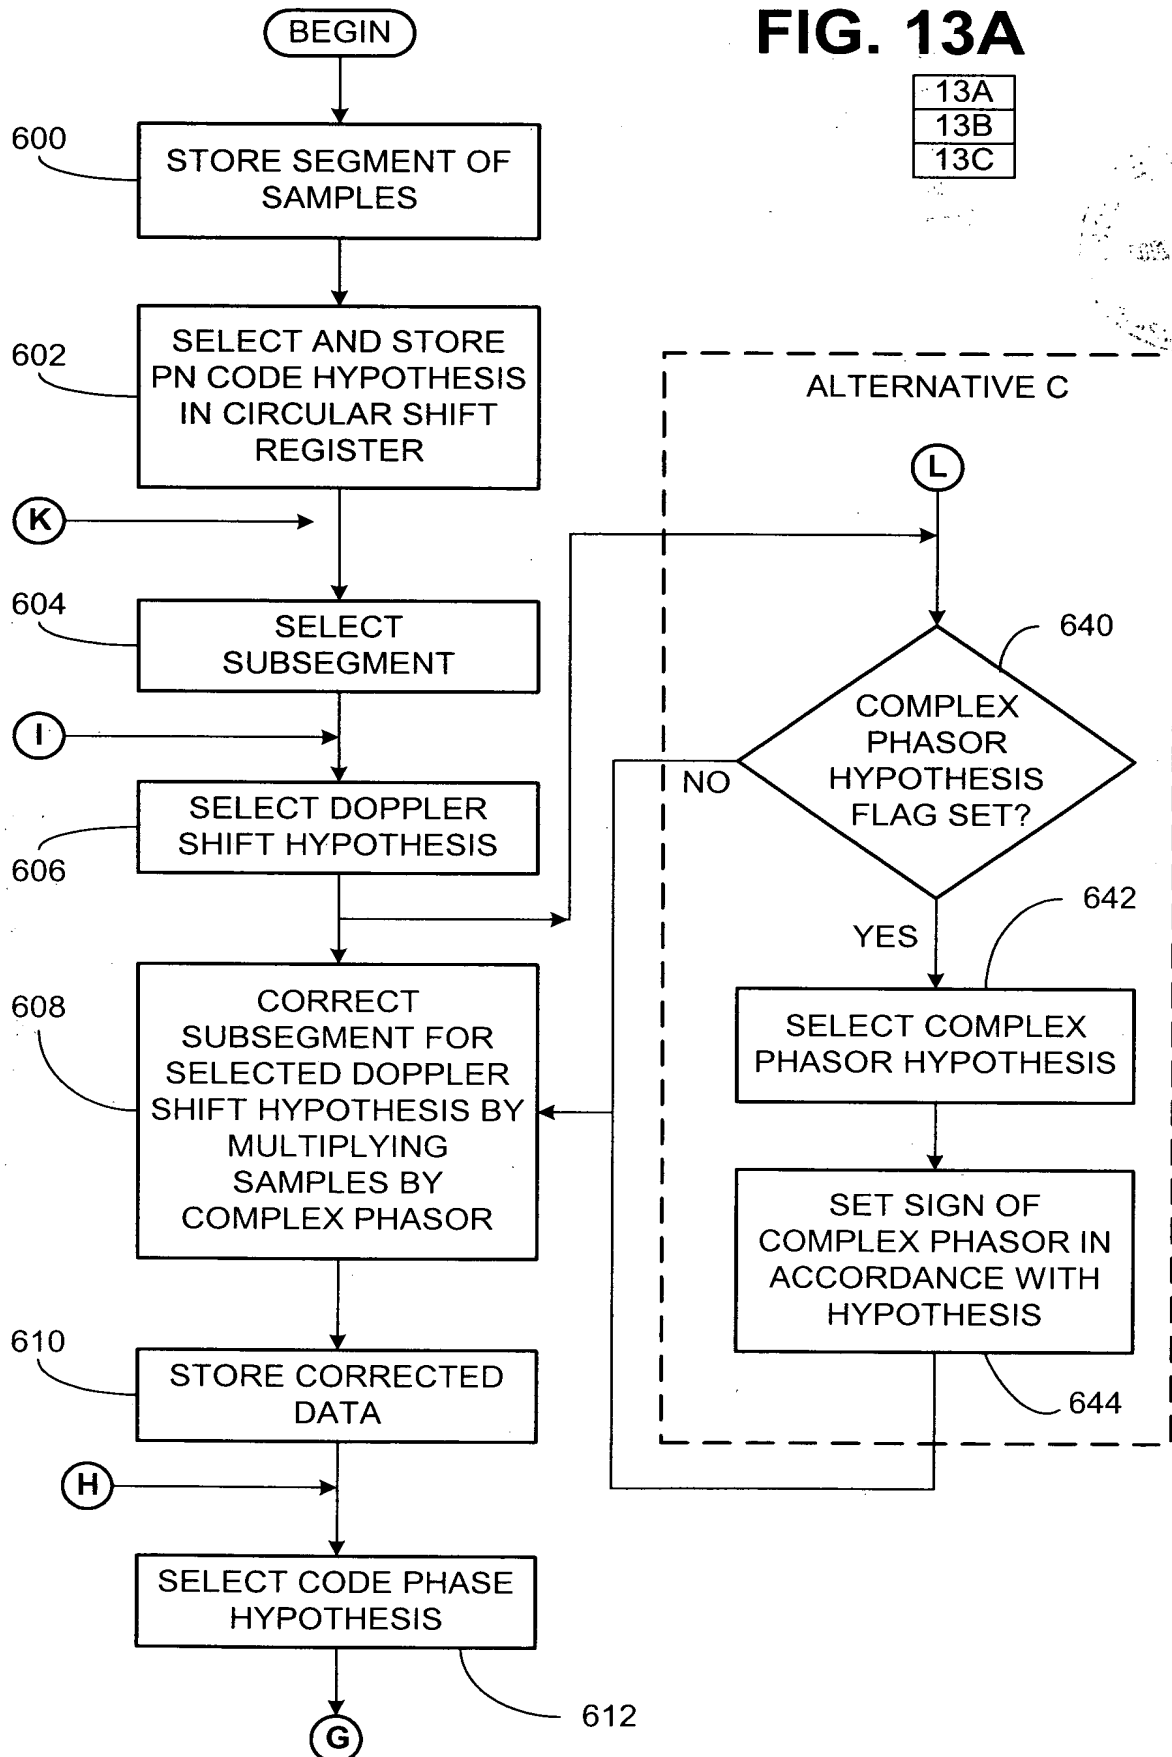 BEGIN
FIG. 13A
13A
13B
13C
600
STORE SEGMENT OF
SAMPLES
602
SELECT AND STORE
PN CODE HYPOTHESIS
IN CIRCULAR SHIFT
REGISTER
K
604
SELECT
SUBSEGMENT
I
606
SELECT DOPPLER
SHIFT HYPOTHESIS
608
CORRECT
SUBSEGMENT FOR
SELECTED DOPPLER
SHIFT HYPOTHESIS BY
MULTIPLYING
SAMPLES BY
COMPLEX PHASOR
610
STORE CORRECTED
DATA
H
SELECT CODE PHASE
HYPOTHESIS
612
G
ALTERNATIVE C
L
640
COMPLEX
PHASOR
HYPOTHESIS
FLAG SET?
NO
YES
642
SELECT COMPLEX
PHASOR HYPOTHESIS
SET SIGN OF
COMPLEX PHASOR IN
ACCORDANCE WITH
HYPOTHESIS
644